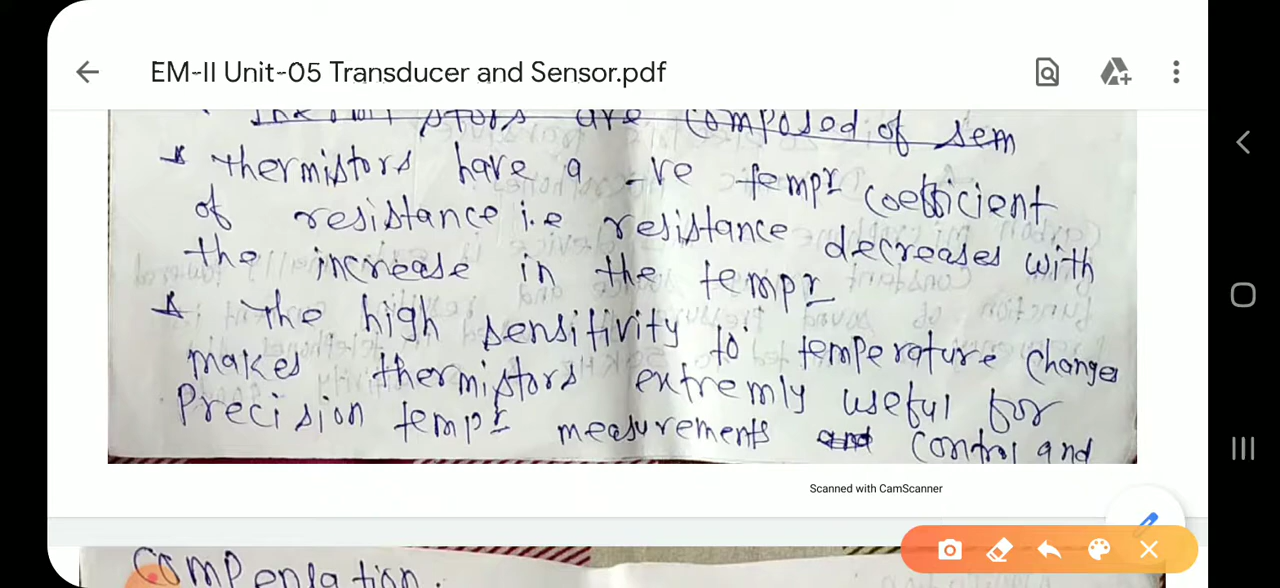 EM-II Unit-05 Transducer and Sensor.pdf
are composed of sem
* thermistors have a -ve tempr coefficient
of resistance i.e resistance decreases with
the increase in the tempr
* the high sensitivity to temperature changes
makes thermistors extremly useful for
Precision tempr measurements and control and
Scanned with CamScanner
Compensation.